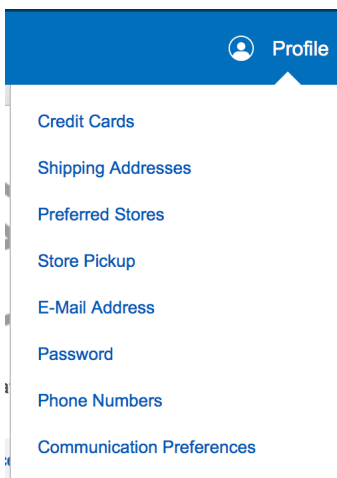 Profile
Credit Cards
Shipping Addresses
Preferred Stores
Store Pickup
E-Mail Address
Password
Phone Numbers
Communication Preferences